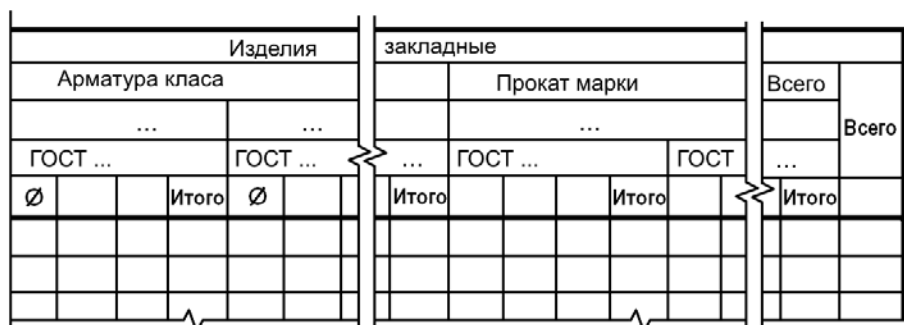 Изделия закладные
Арматура класа Прокат марки Всего
... ... ... Всего
ГОСТ ... ГОСТ ... ... ГОСТ ... ГОСТ ...
Ø Итого Ø Итого Итого Итого